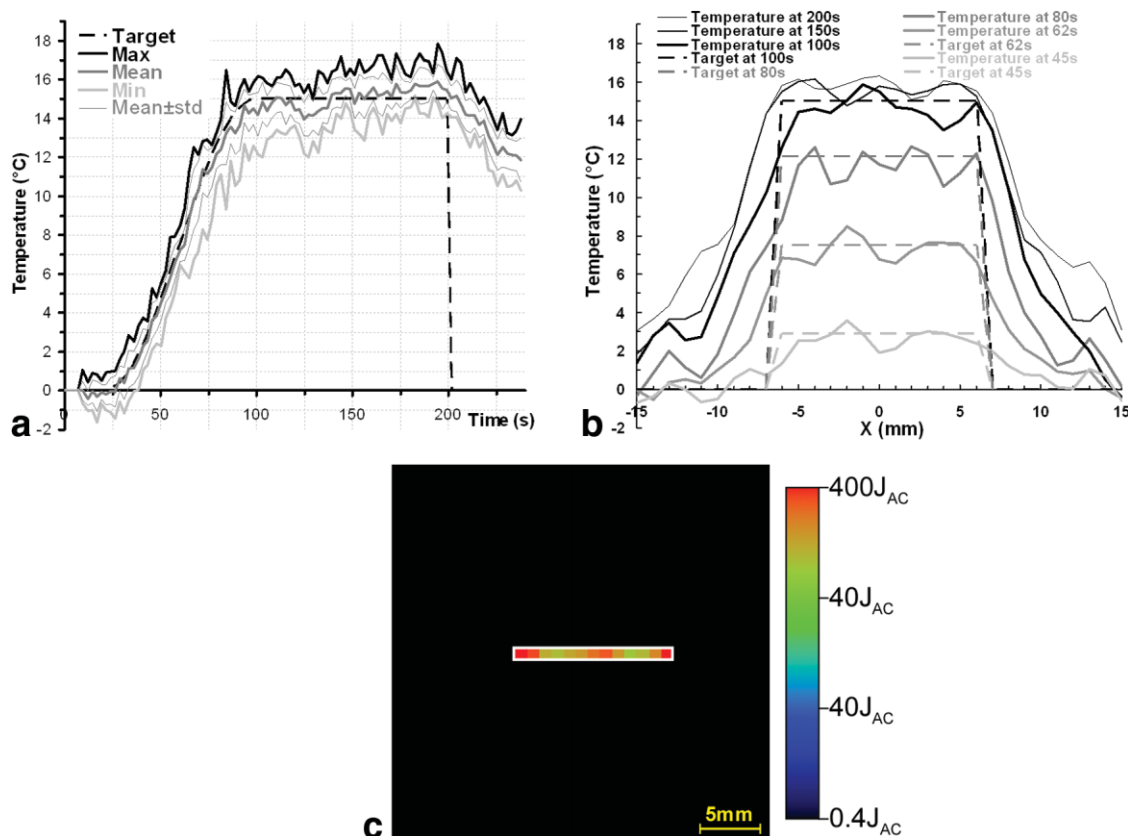 18
16
14
12
10
8
6
4
2
0
-2
Temperature (°C)
Target
Max
Mean
Min
Mean±std
0
50
100
150
200
250
Time (s)
a
Temperature at 200s
Temperature at 150s
Temperature at 100s
Target at 100s
Target at 80s
Temperature at 80s
Temperature at 62s
Target at 62s
Temperature at 45s
Target at 45s
18
16
14
12
10
8
6
4
2
0
-2
Temperature (°C)
-15
-10
-5
0
5
10
15
X (mm)
b
400J_AC
40J_AC
40J_AC
0.4J_AC
5mm
c